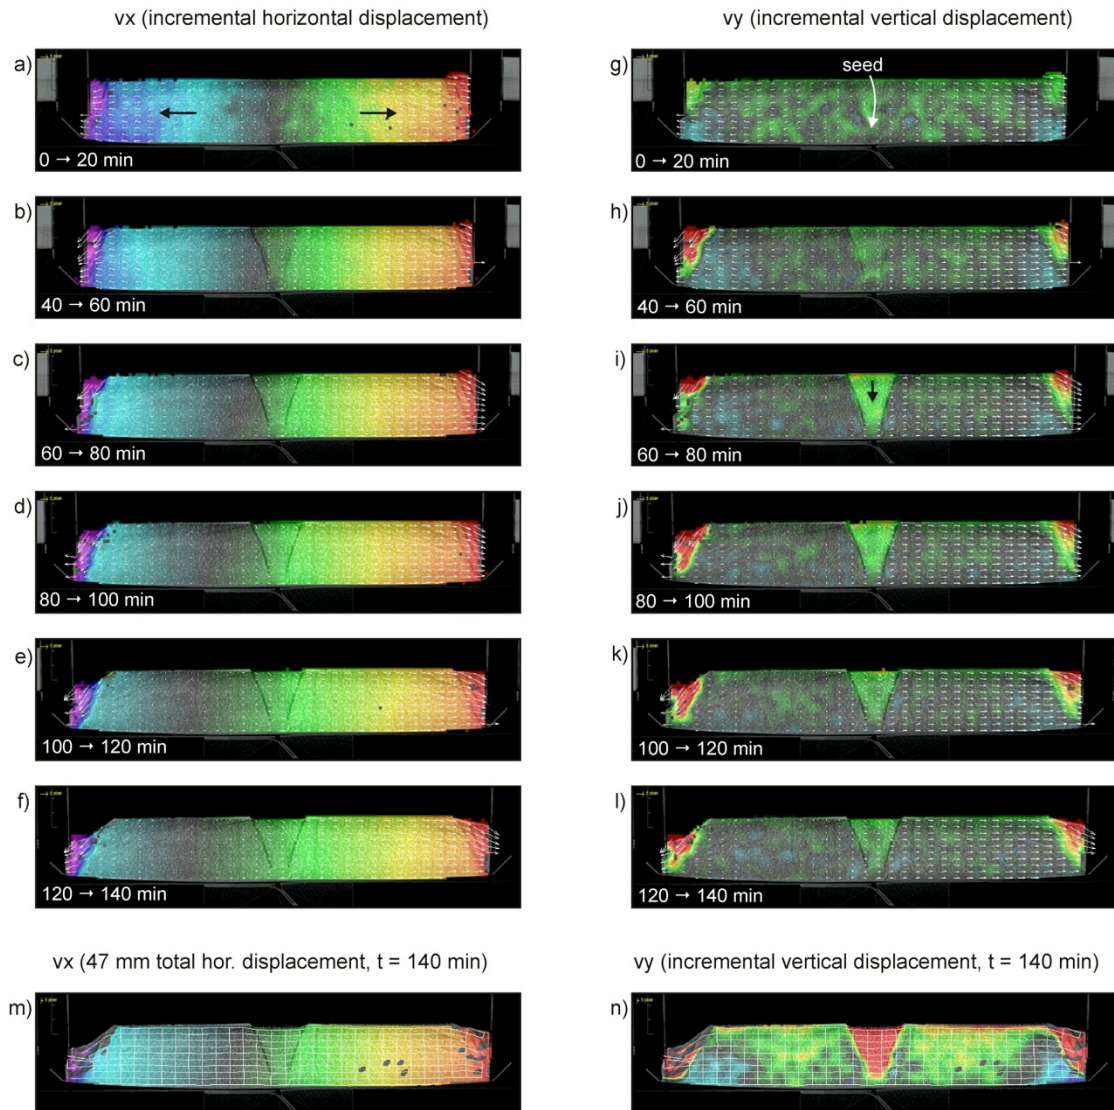 vx (incremental horizontal displacement)
vy (incremental vertical displacement)
a)
0 → 20 min
g)
seed
0 → 20 min
b)
40 → 60 min
h)
40 → 60 min
c)
60 → 80 min
i)
60 → 80 min
d)
80 → 100 min
j)
80 → 100 min
e)
100 → 120 min
k)
100 → 120 min
f)
120 → 140 min
l)
120 → 140 min
vx (47 mm total hor. displacement, t = 140 min)
vy (incremental vertical displacement, t = 140 min)
m)
n)